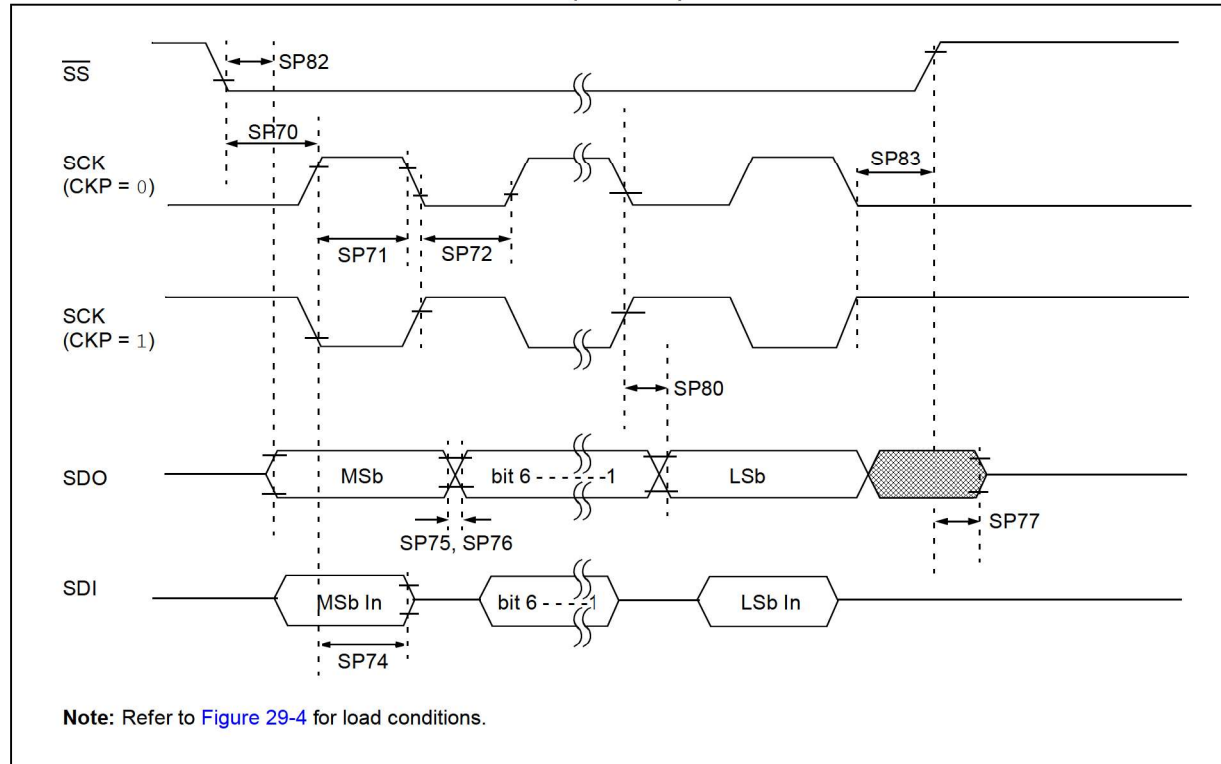 SS
SP82
SP70
SCK
(CKP = 0)
SP83
SP71
SP72
SCK
(CKP = 1)
SP80
SDO
MSb
bit 6 - - - - - -1
LSb
SP77
SP75, SP76
SDI
MSb In
bit 6 - - - -1
LSb In
SP74
Note: Refer to Figure 29-4 for load conditions.